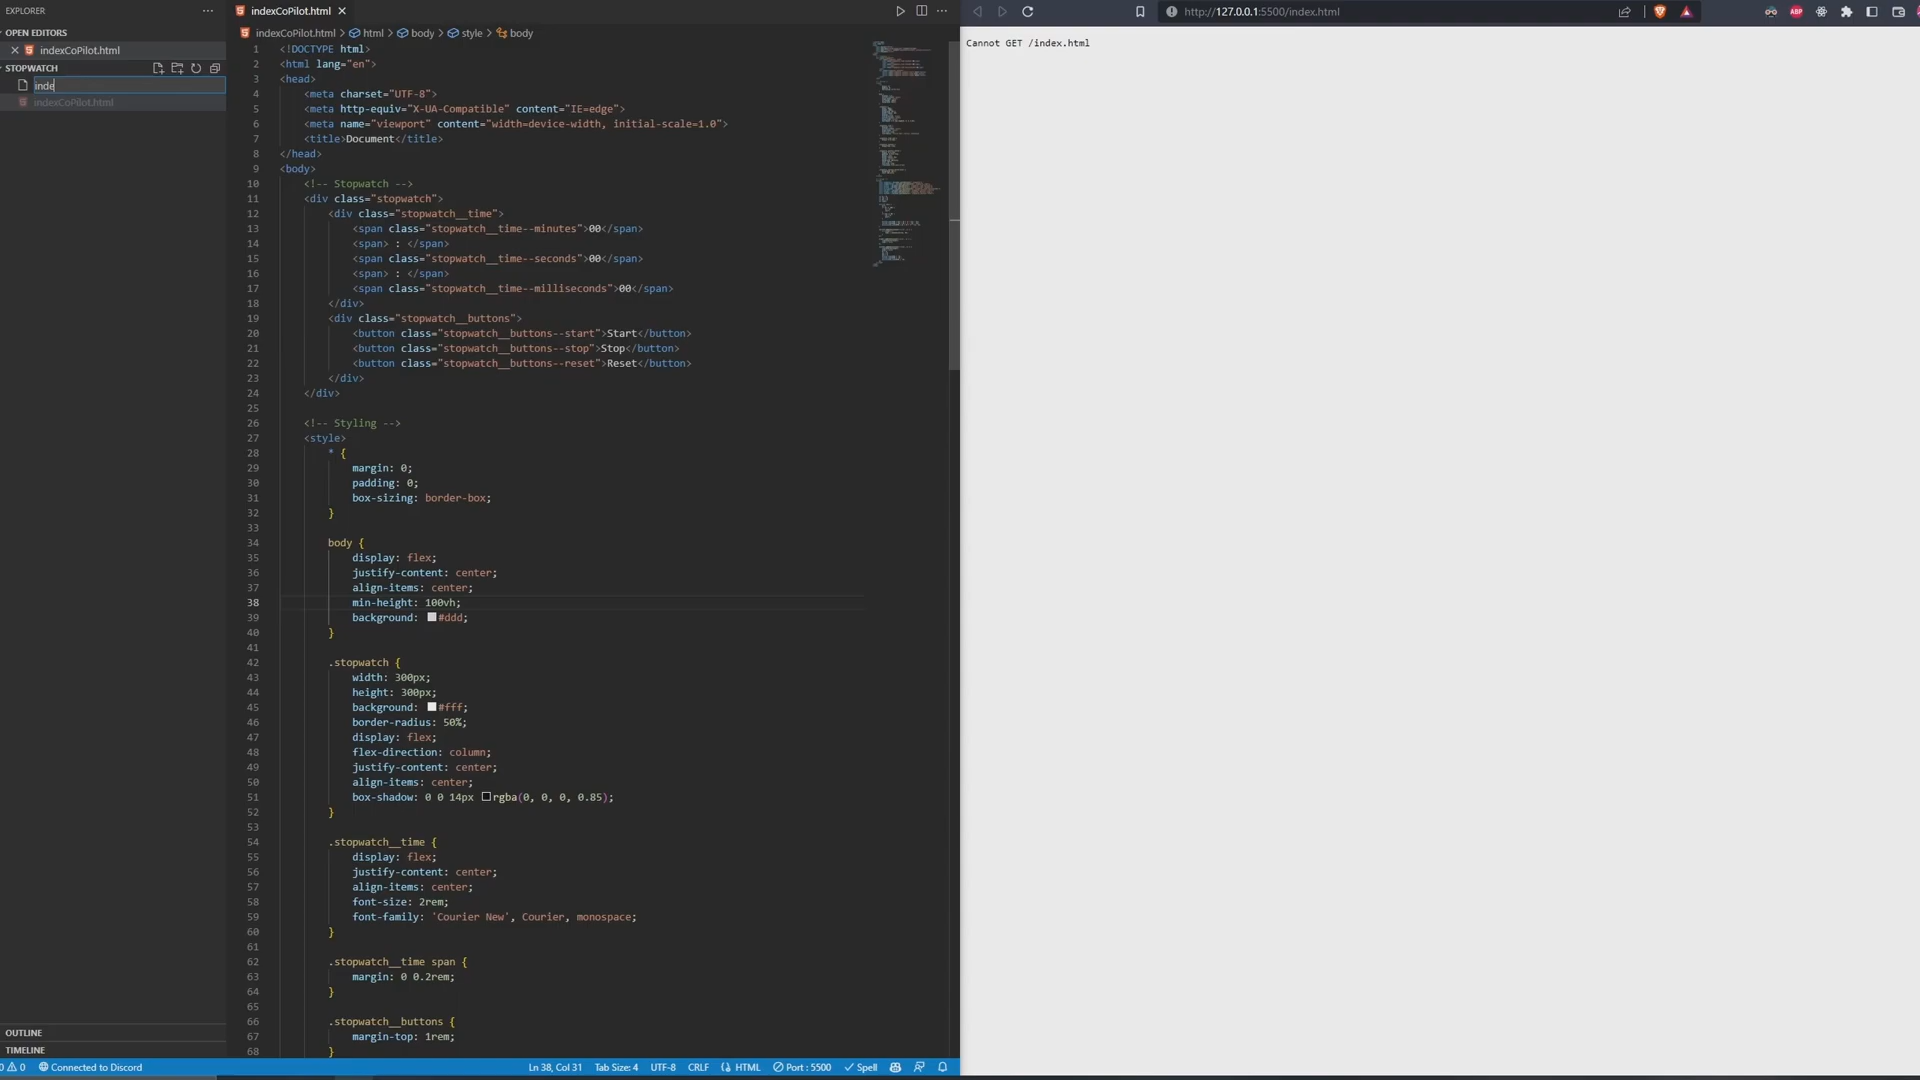 EXPLORER
OPEN EDITORS
indexCoPilot.html
STOPWATCH
inde
indexCoPilot.html
OUTLINE
TIMELINE
indexCoPilot.html
indexCoPilot.html > html > body > style > body
1 <!DOCTYPE html>
2 <html lang="en">
3 <head>
4 <meta charset="UTF-8">
5 <meta http-equiv="X-UA-Compatible" content="IE=edge">
6 <meta name="viewport" content="width=device-width, initial-scale=1.0">
7 <title>Document</title>
8 </head>
9 <body>
10 <!-- Stopwatch -->
11 <div class="stopwatch">
12 <div class="stopwatch__time">
13 <span class="stopwatch__time--minutes">00</span>
14 <span> : </span>
15 <span class="stopwatch__time--seconds">00</span>
16 <span> : </span>
17 <span class="stopwatch__time--milliseconds">00</span>
18 </div>
19 <div class="stopwatch__buttons">
20 <button class="stopwatch__buttons--start">Start</button>
21 <button class="stopwatch__buttons--stop">Stop</button>
22 <button class="stopwatch__buttons--reset">Reset</button>
23 </div>
24 </div>
25
26 <!-- Styling -->
27 <style>
28 * {
29 margin: 0;
30 padding: 0;
31 box-sizing: border-box;
32 }
33
34 body {
35 display: flex;
36 justify-content: center;
37 align-items: center;
38 min-height: 100vh;
39 background: #ddd;
40 }
41
42 .stopwatch {
43 width: 300px;
44 height: 300px;
45 background: #fff;
46 border-radius: 50%;
47 display: flex;
48 flex-direction: column;
49 justify-content: center;
50 align-items: center;
51 box-shadow: 0 0 14px rgba(0, 0, 0, 0.85);
52 }
53
54 .stopwatch__time {
55 display: flex;
56 justify-content: center;
57 align-items: center;
58 font-size: 2rem;
59 font-family: 'Courier New', Courier, monospace;
60 }
61
62 .stopwatch__time span {
63 margin: 0 0.2rem;
64 }
65
66 .stopwatch__buttons {
67 margin-top: 1rem;
68 }
0 0 Connected to Discord Ln 38, Col 31 Tab Size: 4 UTF-8 CRLF HTML Port : 5500 Spell
http://127.0.0.1:5500/index.html
ABP
Cannot GET /index.html